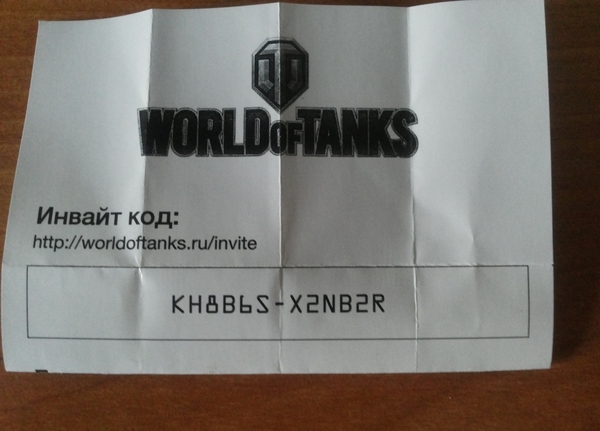 WORLD OF TANKS
Инвайт код:
http://worldoftanks.ru/invite
KH8B6S-X2NB2R